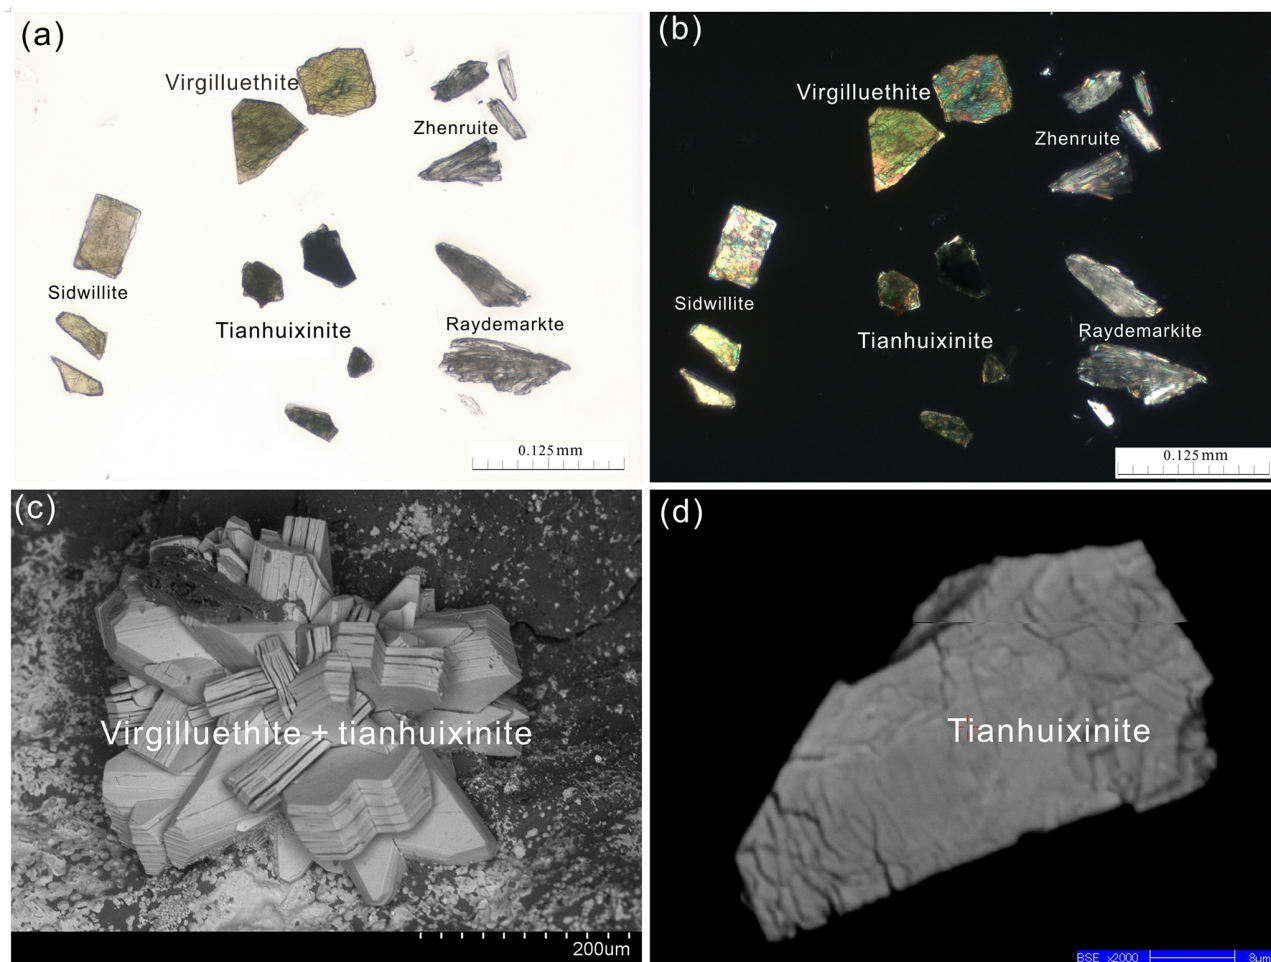 (a)
Virgilluethite
Zhenruite
Sidwillite
Tianhuixinite
Raydemarkte
0.125 mm
(b)
Virgilluethite
Zhenruite
Sidwillite
Tianhuixinite
Raydemarkite
0.125 mm
(c)
Virgilluethite + tianhuixinite
200um
(d)
Tianhuixinite
BSE x2000 8μm